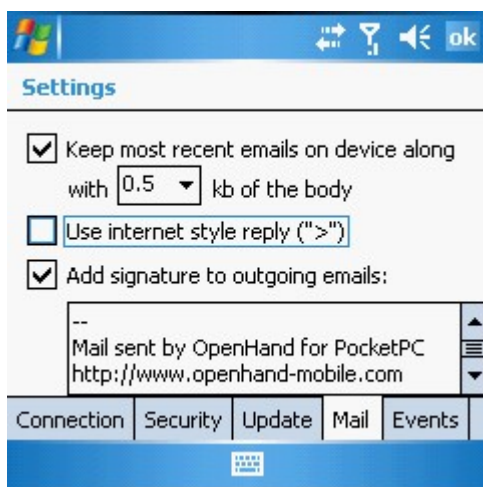 ok
Settings
Keep most recent emails on device along
with 0.5 kb of the body
Use internet style reply (">")
Add signature to outgoing emails:
--
Mail sent by OpenHand for PocketPC
http://www.openhand-mobile.com
Connection Security Update Mail Events